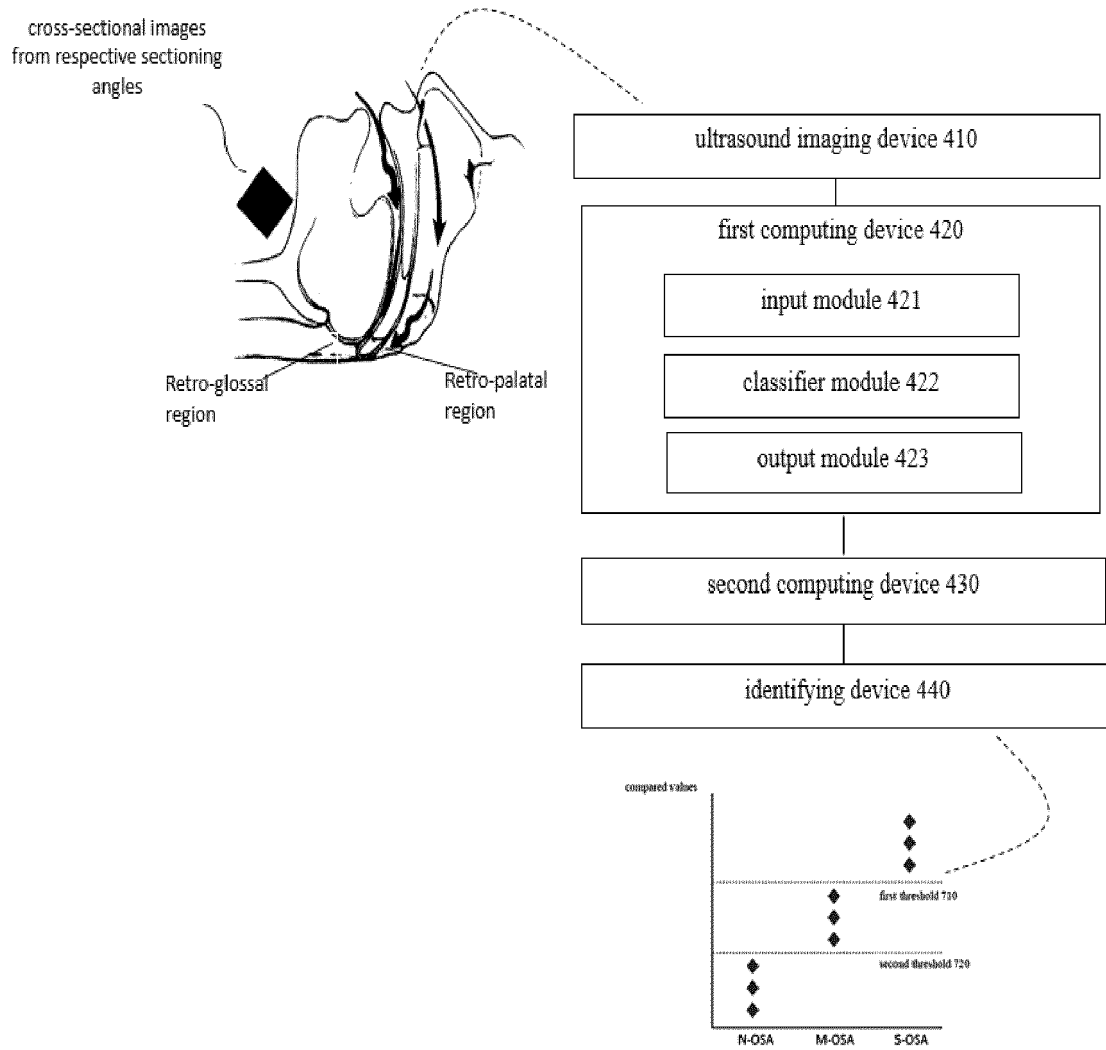 cross-sectional images
from respective sectioning
angles
Retro-glossal
region
Retro-palatal
region
ultrasound imaging device 410
first computing device 420
input module 421
classifier module 422
output module 423
second computing device 430
identifying device 440
compared values
first threshold 710
second threshold 720
N-OSA
M-OSA
S-OSA